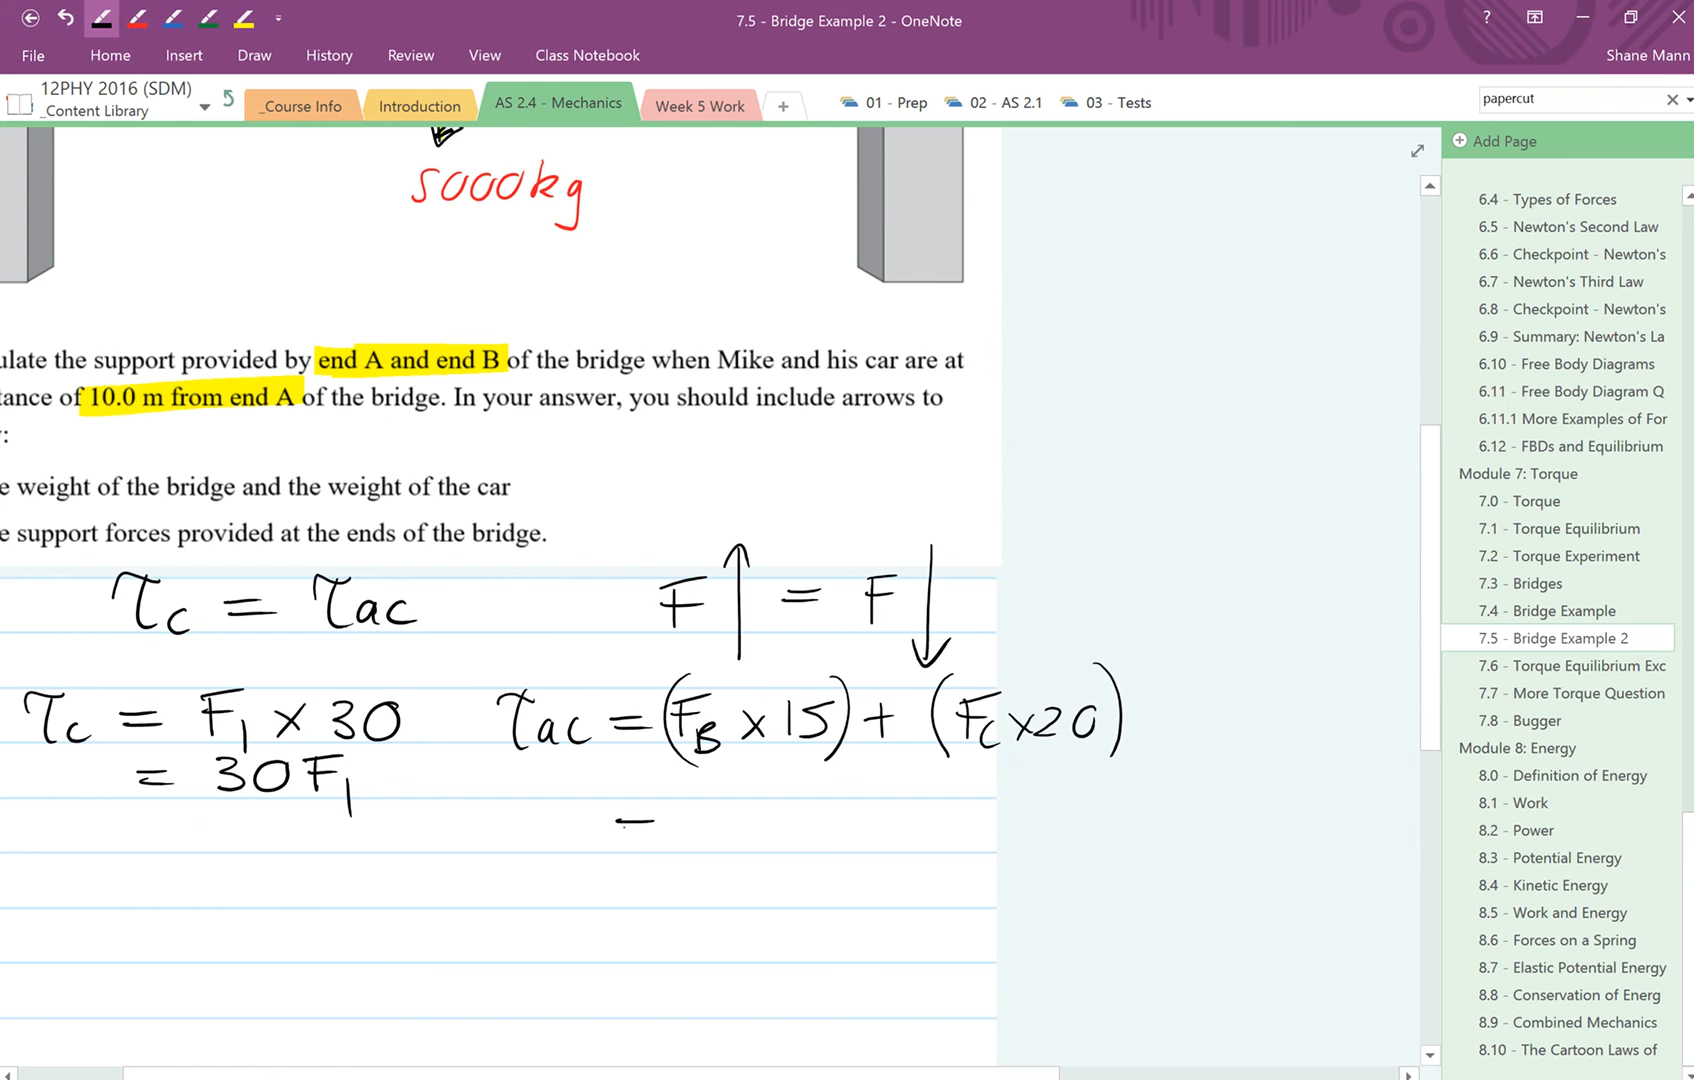 7.5 - Bridge Example 2 - OneNote
?
File Home Insert Draw History Review View Class Notebook
Shane Mann
12PHY 2016 (SDM)
_Content Library
_Course Info
Introduction
AS 2.4 - Mechanics
Week 5 Work
+
01 - Prep
02 - AS 2.1
03 - Tests
papercut
5000kg
ulate the support provided by end A and end B of the bridge when Mike and his car are at
tance of 10.0 m from end A of the bridge. In your answer, you should include arrows to
:
e weight of the bridge and the weight of the car
e support forces provided at the ends of the bridge.
τc = τac F↑ = F↓
τc = F₁ × 30 τac = (F_B × 15) + (F_C × 20)
= 30F₁
=
Add Page
6.4 - Types of Forces
6.5 - Newton's Second Law
6.6 - Checkpoint - Newton's
6.7 - Newton's Third Law
6.8 - Checkpoint - Newton's
6.9 - Summary: Newton's La
6.10 - Free Body Diagrams
6.11 - Free Body Diagram Q
6.11.1 More Examples of For
6.12 - FBDs and Equilibrium
Module 7: Torque
7.0 - Torque
7.1 - Torque Equilibrium
7.2 - Torque Experiment
7.3 - Bridges
7.4 - Bridge Example
7.5 - Bridge Example 2
7.6 - Torque Equilibrium Exc
7.7 - More Torque Question
7.8 - Bugger
Module 8: Energy
8.0 - Definition of Energy
8.1 - Work
8.2 - Power
8.3 - Potential Energy
8.4 - Kinetic Energy
8.5 - Work and Energy
8.6 - Forces on a Spring
8.7 - Elastic Potential Energy
8.8 - Conservation of Energ
8.9 - Combined Mechanics
8.10 - The Cartoon Laws of